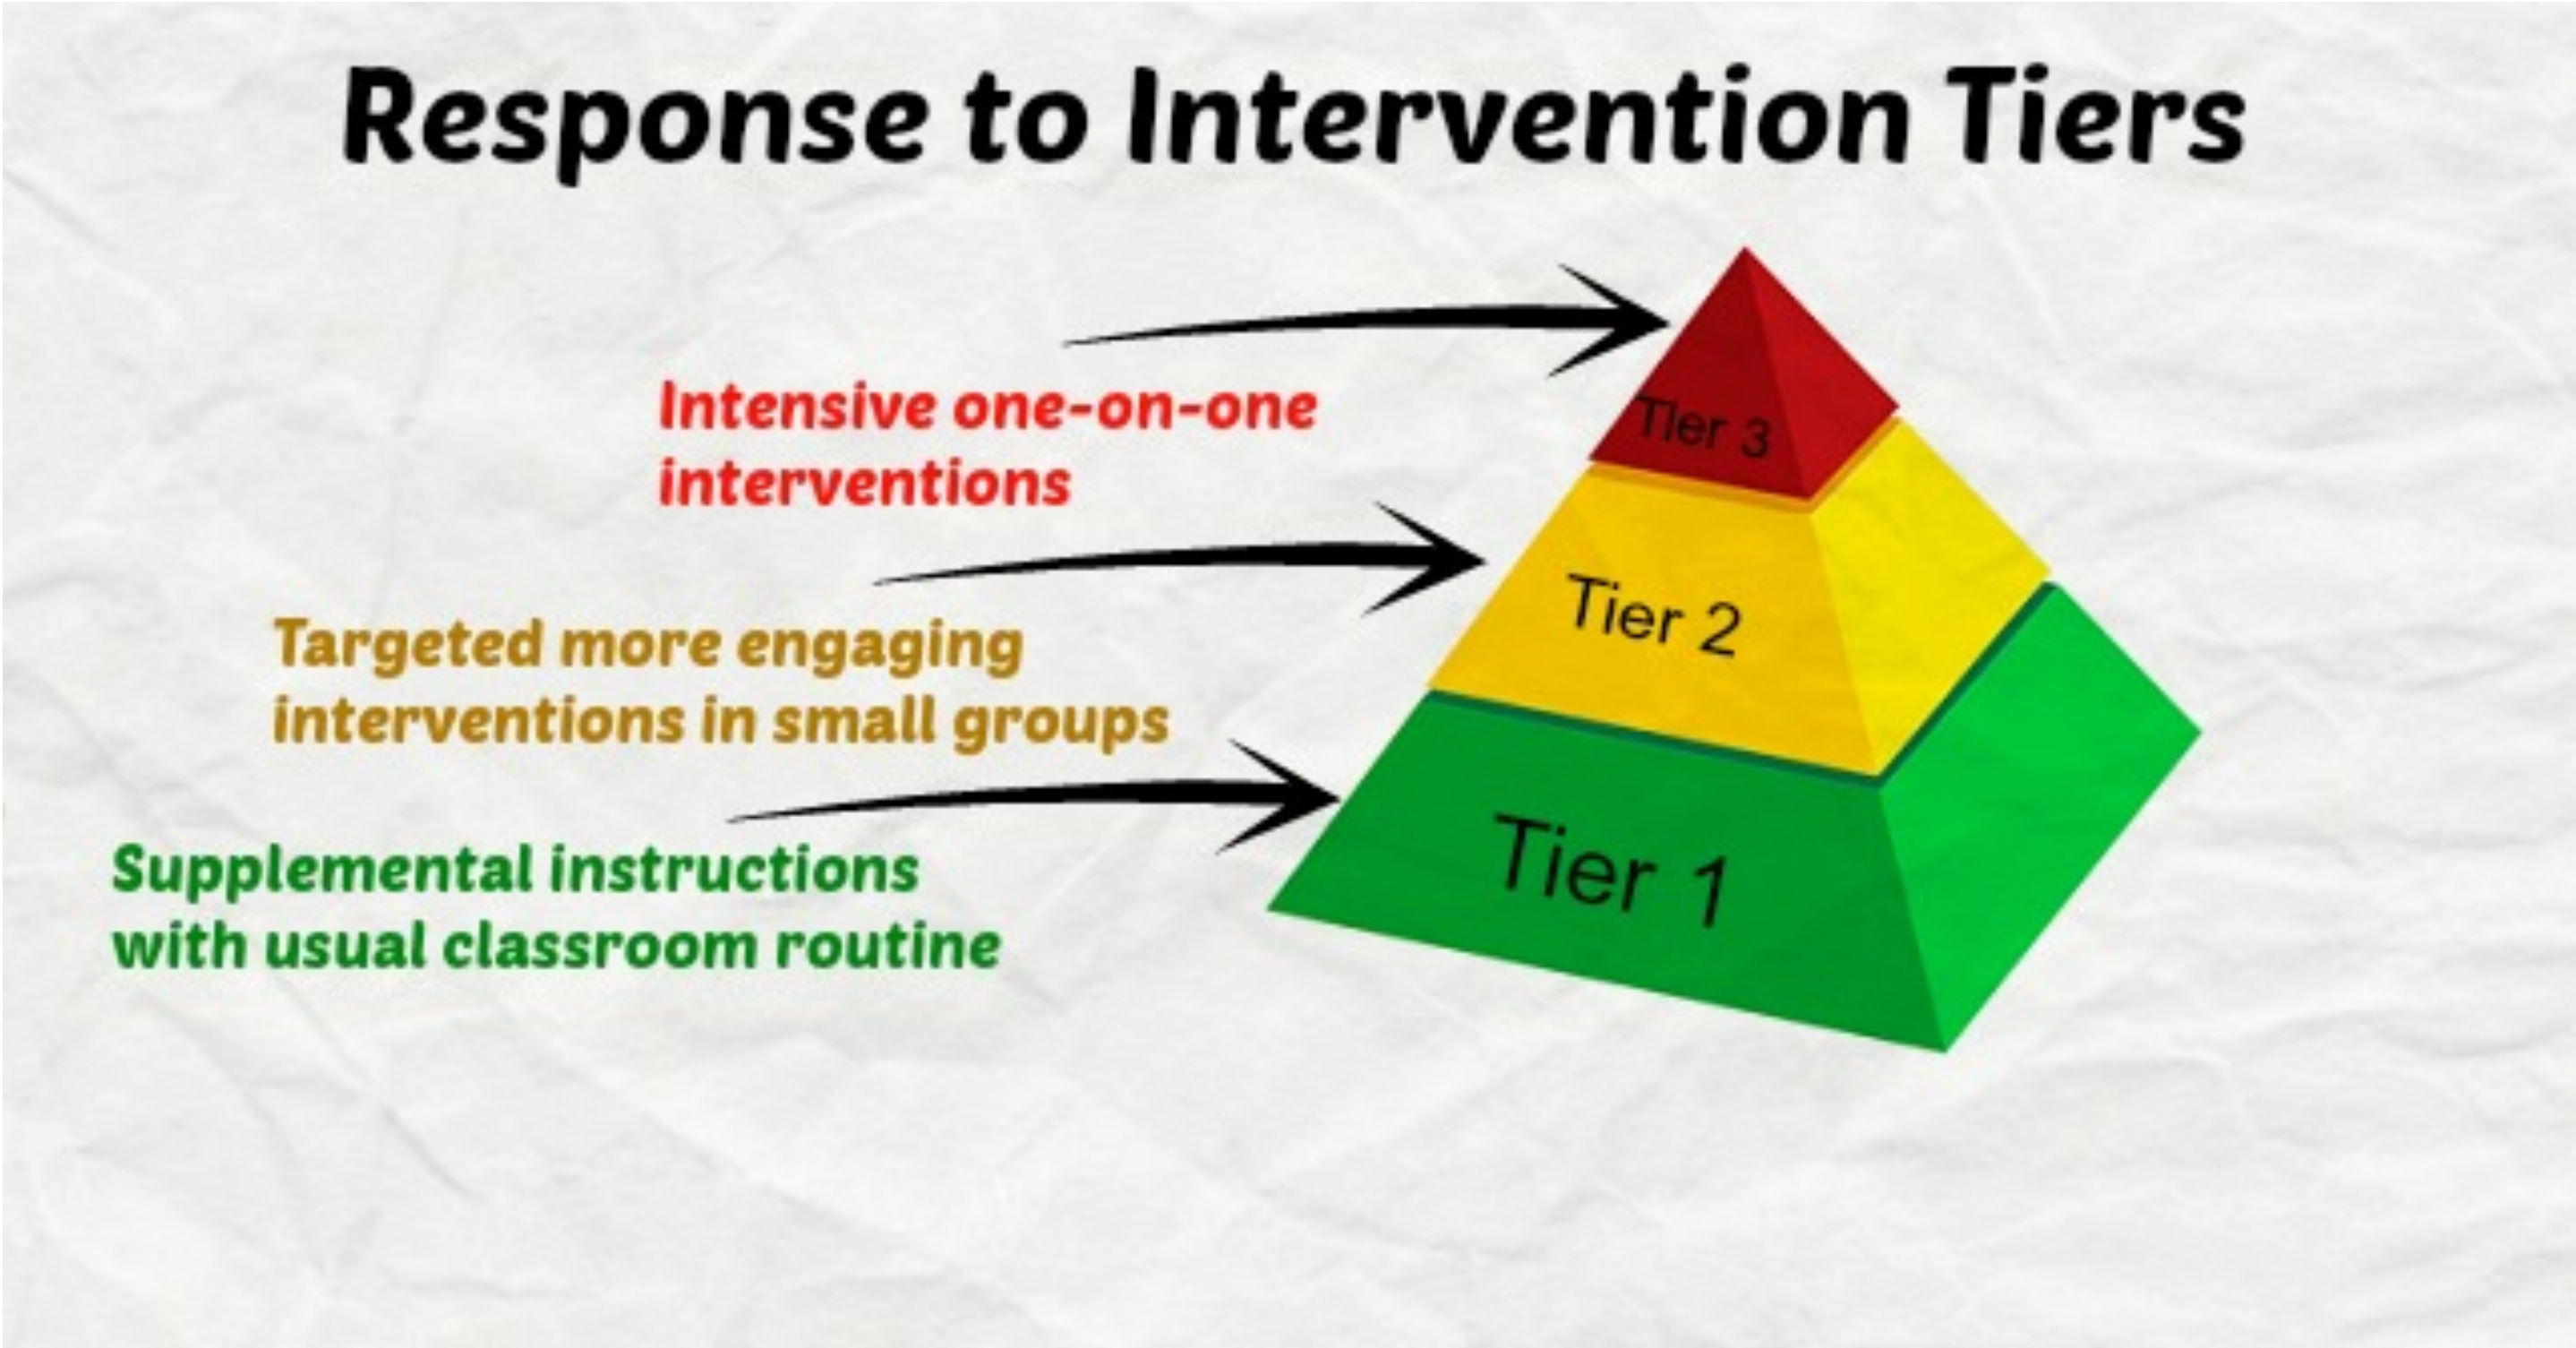 Response to Intervention Tiers
Intensive one-on-one
interventions
Tier 3
Targeted more engaging
interventions in small groups
Tier 2
Supplemental instructions
with usual classroom routine
Tier 1